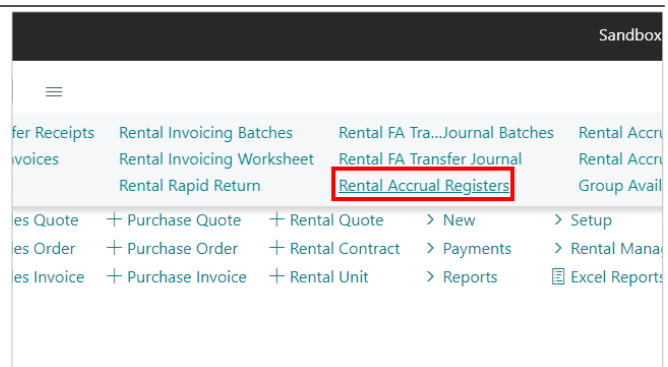 Sandbox
fer Receipts Rental Invoicing Batches Rental FA Tra...Journal Batches Rental Accru
voices Rental Invoicing Worksheet Rental FA Transfer Journal Rental Accru
Rental Rapid Return Rental Accrual Registers Group Avail
les Quote + Purchase Quote + Rental Quote > New > Setup
les Order + Purchase Order + Rental Contract > Payments > Rental Mana
les Invoice + Purchase Invoice + Rental Unit > Reports Excel Reports